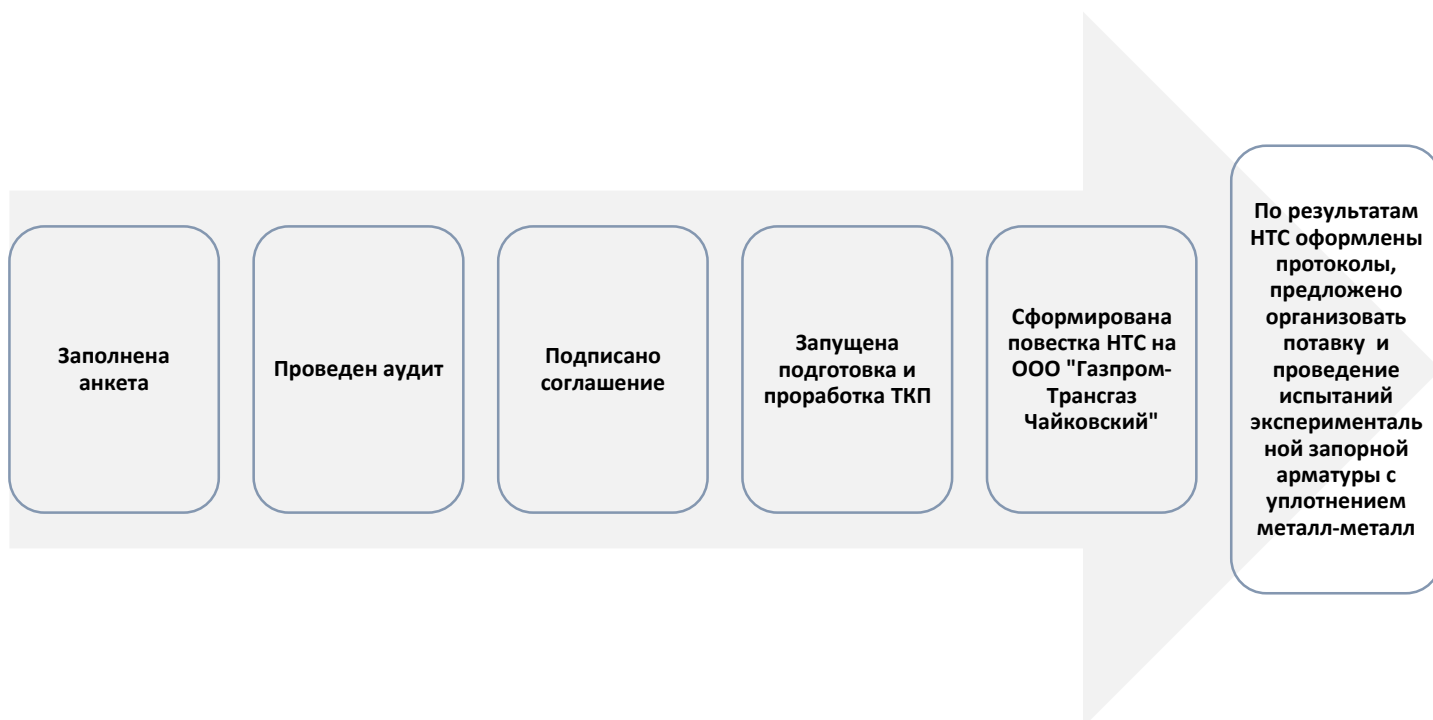 Заполнена
анкета
Проведен аудит
Подписано
соглашение
Запущена
подготовка и
проработка ТКП
Сформирована
повестка НТС на
ООО "Газпром-
Трансгаз
Чайковский"
По результатам
НТС оформлены
протоколы,
предложено
организовать
потавку и
проведение
испытаний
эксперименталь
ной запорной
арматуры с
уплотнением
металл-металл